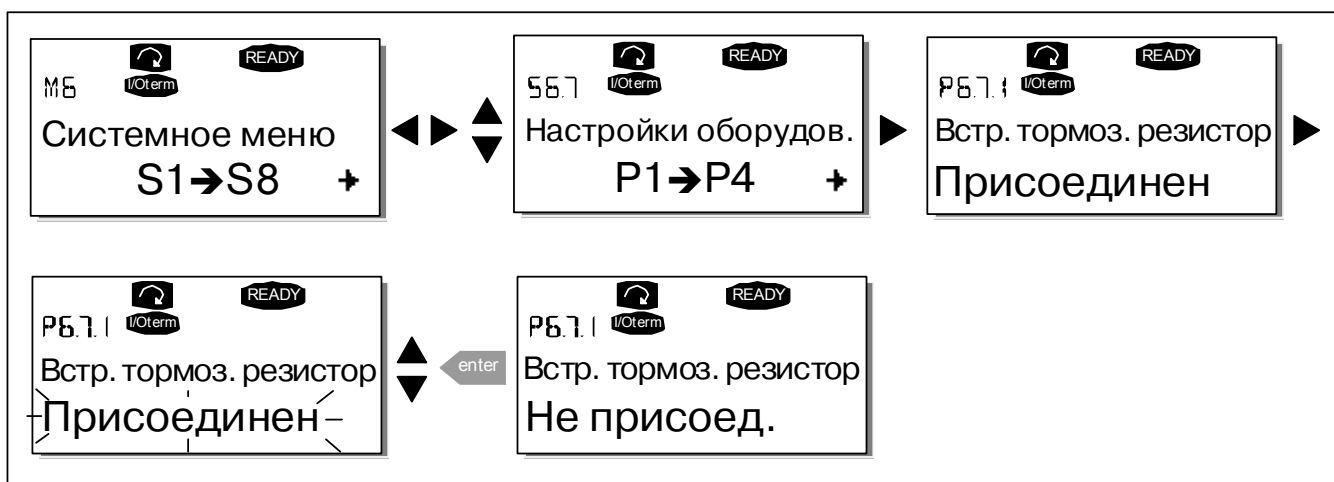 READY
M6 I/Oterm
Системное меню
S1➔S8
READY
S6.7 I/Oterm
Настройки оборудов.
P1➔P4
READY
P6.7.1 I/Oterm
Встр. тормоз. резистор
Присоединен
READY
P6.7.1 I/Oterm
Встр. тормоз. резистор
Присоединен
enter
READY
P6.7.1 I/Oterm
Встр. тормоз. резистор
Не присоед.